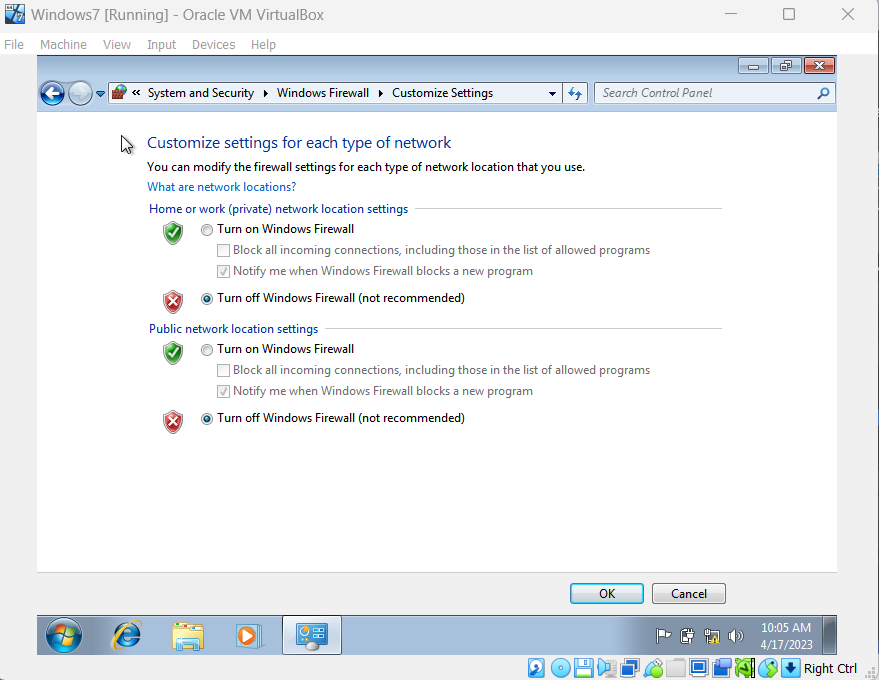 Windows7 [Running] - Oracle VM VirtualBox
File Machine View Input Devices Help
« System and Security Windows Firewall Customize Settings
Search Control Panel
Customize settings for each type of network
You can modify the firewall settings for each type of network location that you use.
What are network locations?
Home or work (private) network location settings
Turn on Windows Firewall
Block all incoming connections, including those in the list of allowed programs
Notify me when Windows Firewall blocks a new program
Turn off Windows Firewall (not recommended)
Public network location settings
Turn on Windows Firewall
Block all incoming connections, including those in the list of allowed programs
Notify me when Windows Firewall blocks a new program
Turn off Windows Firewall (not recommended)
OK Cancel
10:05 AM
4/17/2023
Right Ctrl